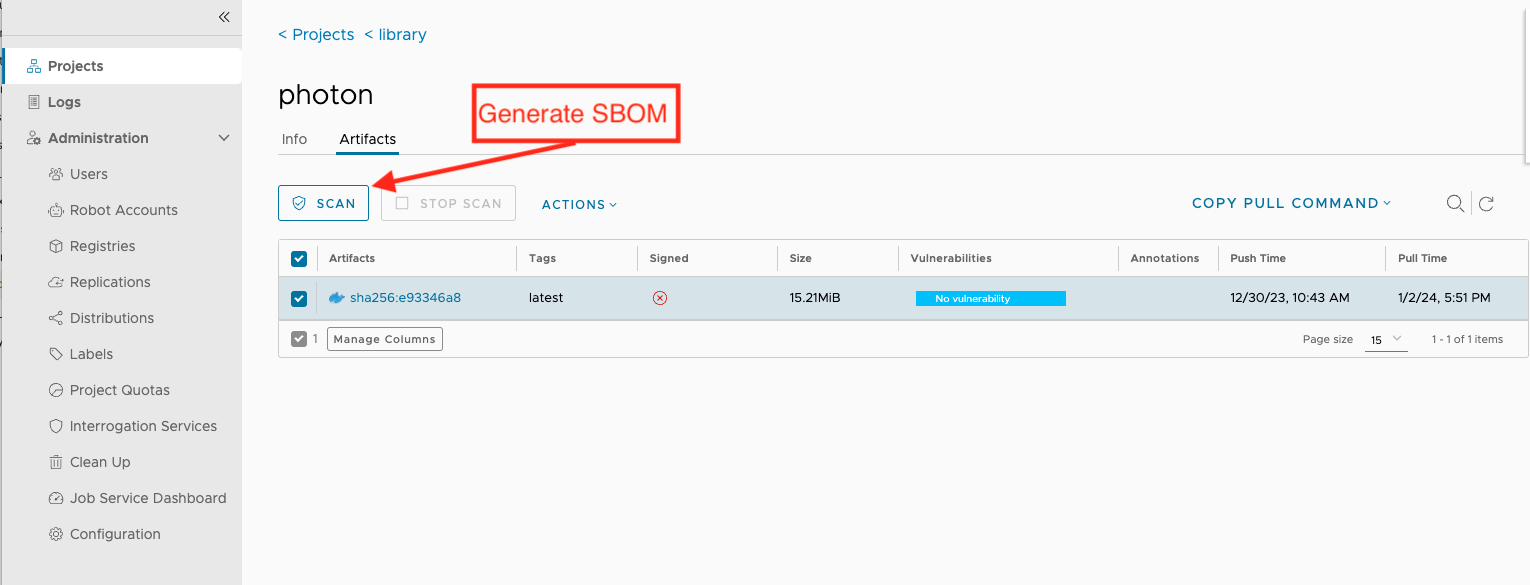 < Projects < library
Projects
Logs
Administration
Users
Robot Accounts
Registries
Replications
Distributions
Labels
Project Quotas
Interrogation Services
Clean Up
Job Service Dashboard
Configuration
photon
Generate SBOM
Info Artifacts
SCAN STOP SCAN ACTIONS COPY PULL COMMAND
Artifacts Tags Signed Size Vulnerabilities Annotations Push Time Pull Time
sha256:e93346a8 latest 15.21MiB No vulnerability 12/30/23, 10:43 AM 1/2/24, 5:51 PM
1 Manage Columns Page size 15 1 - 1 of 1 items